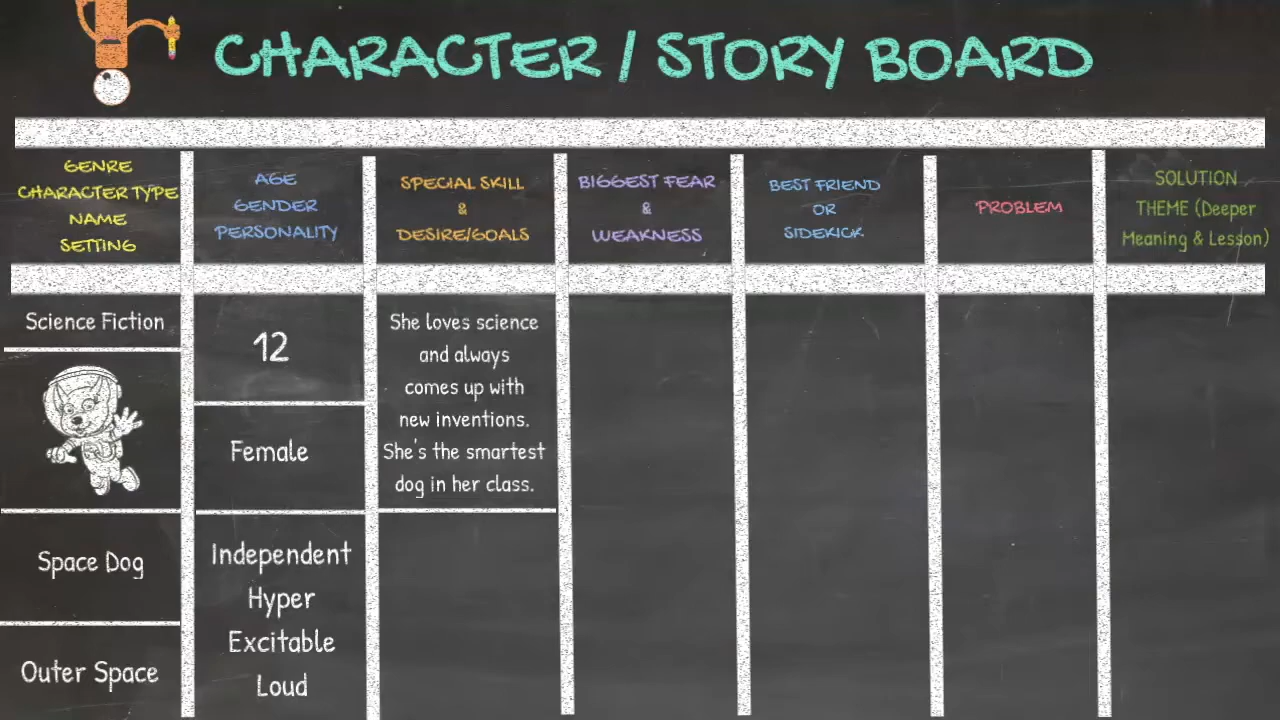 CHARACTER / STORY BOARD
GENRE
CHARACTER TYPE
NAME
SETTING
AGE
GENDER
PERSONALITY
SPECIAL SKILL
&
DESIRE/GOALS
BIGGEST FEAR
&
WEAKNESS
BEST FRIEND
OR
SIDEKICK
PROBLEM
SOLUTION
THEME (Deeper
Meaning & Lesson)
Science Fiction
Space Dog
Outer Space
12
Female
Independent
Hyper
Excitable
Loud
She loves science
and always
comes up with
new inventions.
She's the smartest
dog in her class.